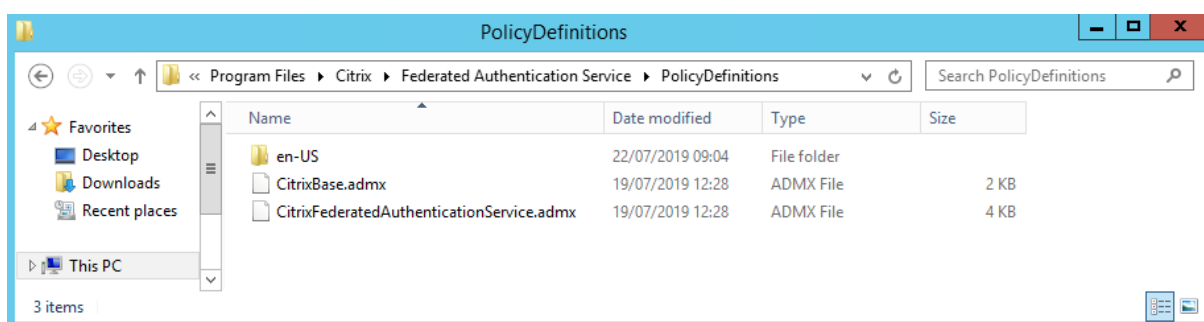 PolicyDefinitions
« Program Files ▸ Citrix ▸ Federated Authentication Service ▸ PolicyDefinitions Search PolicyDefinitions
Favorites
Desktop
Downloads
Recent places
This PC
Name Date modified Type Size
en-US 22/07/2019 09:04 File folder
CitrixBase.admx 19/07/2019 12:28 ADMX File 2 KB
CitrixFederatedAuthenticationService.admx 19/07/2019 12:28 ADMX File 4 KB
3 items